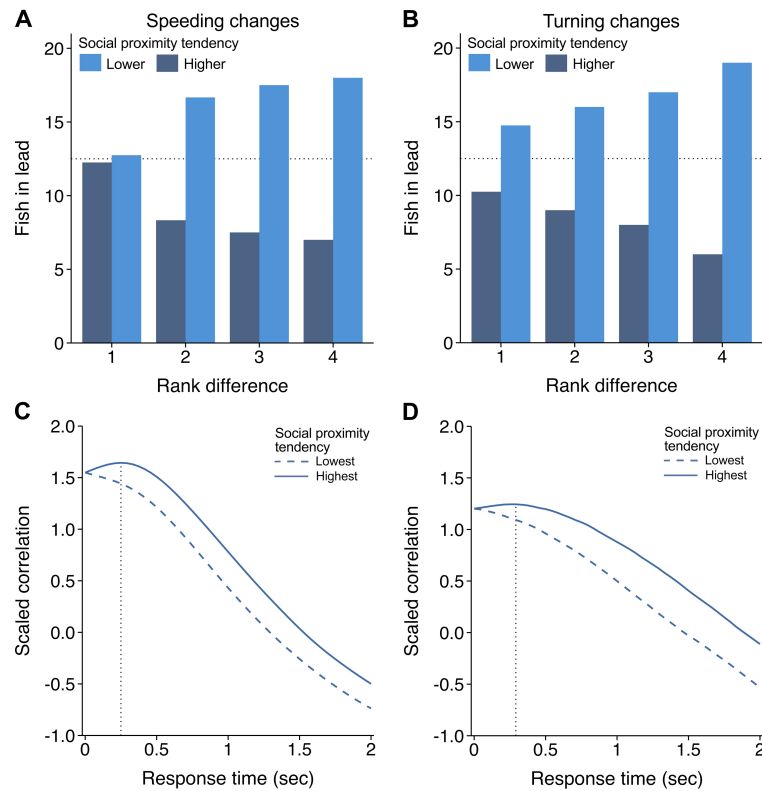 A
Speeding changes
Social proximity tendency
Lower
Higher
Fish in lead
20
15
10
5
0
1 2 3 4
Rank difference
B
Turning changes
Social proximity tendency
Lower
Higher
Fish in lead
20
15
10
5
0
1 2 3 4
Rank difference
C
Social proximity
tendency
Lowest
Highest
Scaled correlation
2.0
1.5
1.0
0.5
0.0
-0.5
-1.0
0 0.5 1 1.5 2
Response time (sec)
D
Social proximity
tendency
Lowest
Highest
Scaled correlation
2.0
1.5
1.0
0.5
0.0
-0.5
-1.0
0 0.5 1 1.5 2
Response time (sec)